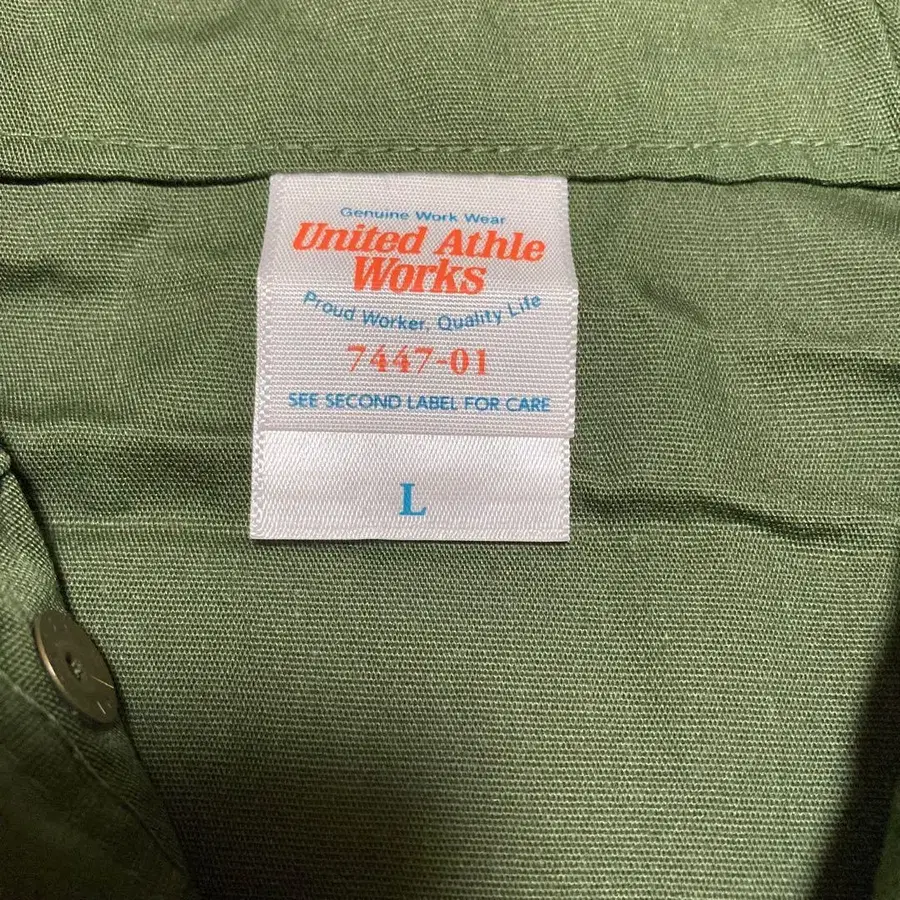 Genuine Work Wear
United Athle
Works
Proud Worker, Quality Life
7447-01
SEE SECOND LABEL FOR CARE
L